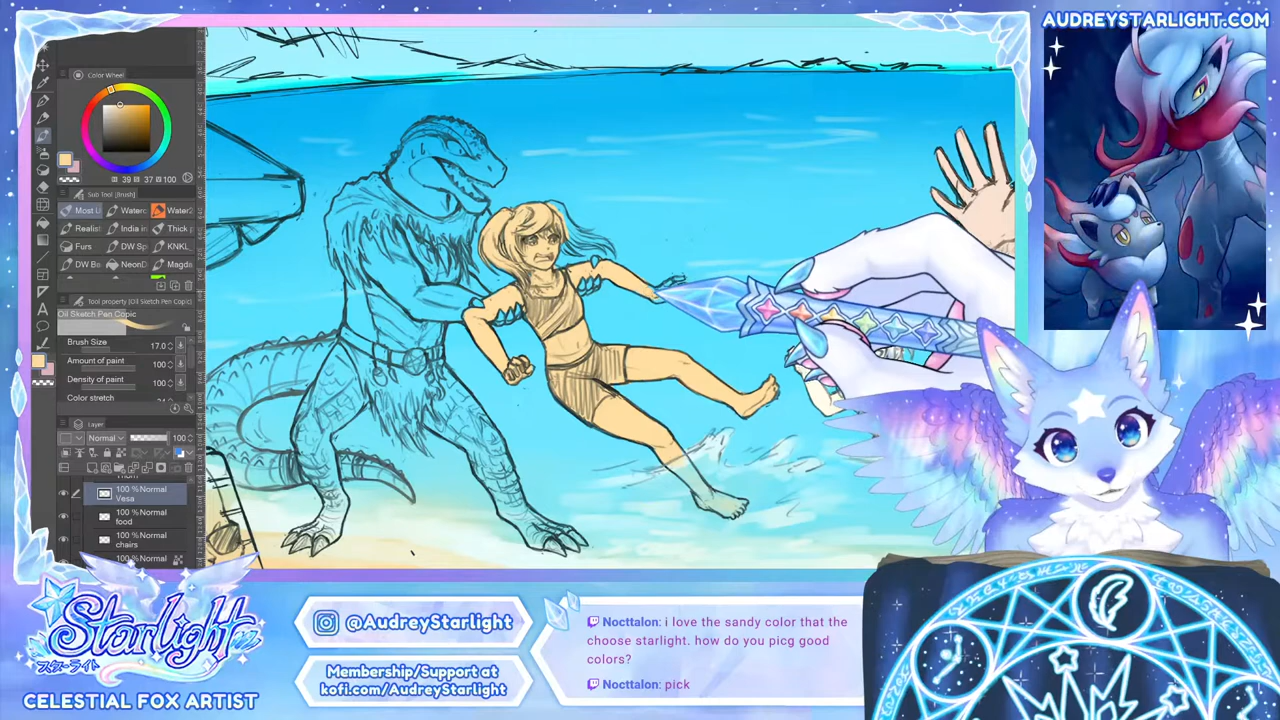 AUDREYSTARLIGHT.COM
Color Wheel
39 S 37 100
Sub Tool [Brush]
Most U
Waterc
Water2
Realist
India in
Thick p
Furs
DW Sp
KNKL_
DW Ba
NeonD
Magda
Tool property [Oil Sketch Pen Copic]
Oil Sketch Pen Copic
Brush Size 17.0
Amount of paint 100
Density of paint 100
Color stretch
Layer
Normal 100
100 %Normal
Vesa
100 %Normal
food
100 %Normal
chairs
100 %Normal
Starlight
スターライト
CELESTIAL FOX ARTIST
@AudreyStarlight
Membership/Support at
kofi.com/AudreyStarlight
Nocttalon: i love the sandy color that the
choose starlight. how do you picg good
colors?
Nocttalon: pick